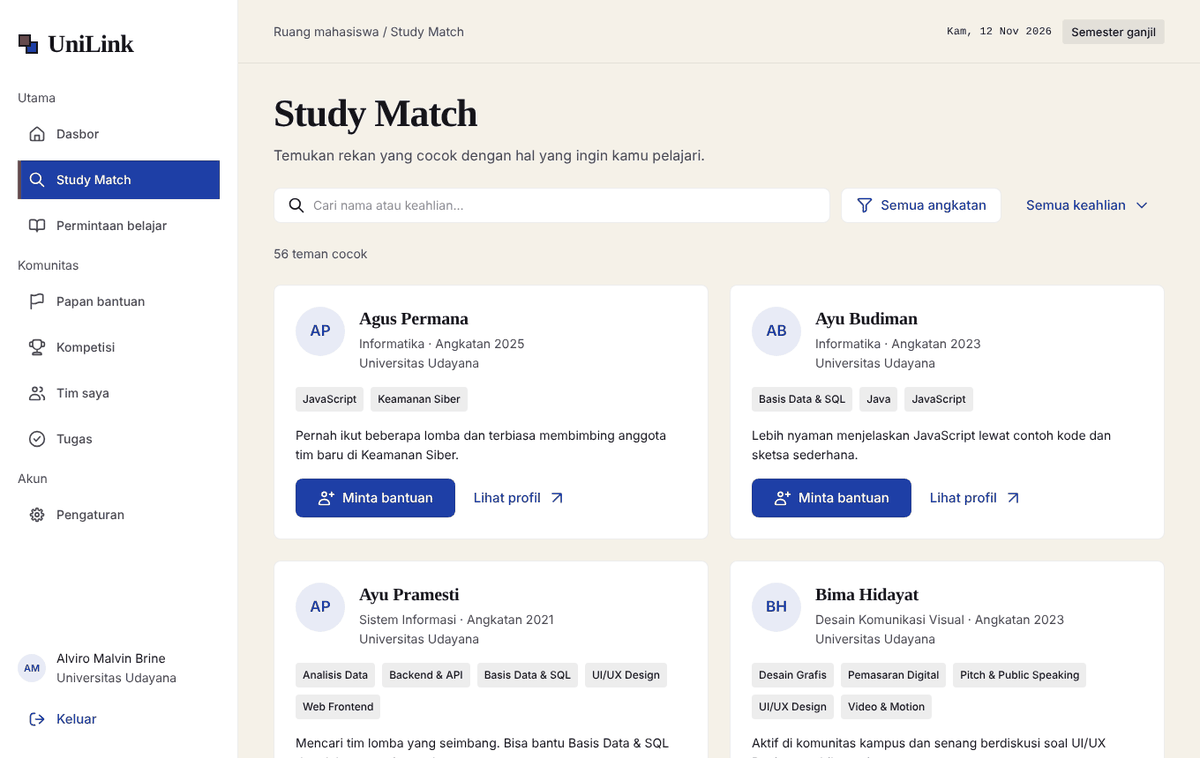 UniLink
Utama
Dasbor
Study Match
Permintaan belajar
Komunitas
Papan bantuan
Kompetisi
Tim saya
Tugas
Akun
Pengaturan
AM
Alviro Malvin Brine
Universitas Udayana
Keluar
Ruang mahasiswa / Study Match
Kam, 12 Nov 2026
Semester ganjil
Study Match
Temukan rekan yang cocok dengan hal yang ingin kamu pelajari.
Cari nama atau keahlian...
Semua angkatan
Semua keahlian
56 teman cocok
AP
Agus Permana
Informatika · Angkatan 2025
Universitas Udayana
JavaScript
Keamanan Siber
Pernah ikut beberapa lomba dan terbiasa membimbing anggota
tim baru di Keamanan Siber.
Minta bantuan
Lihat profil
AB
Ayu Budiman
Informatika · Angkatan 2023
Universitas Udayana
Basis Data & SQL
Java
JavaScript
Lebih nyaman menjelaskan JavaScript lewat contoh kode dan
sketsa sederhana.
Minta bantuan
Lihat profil
AP
Ayu Pramesti
Sistem Informasi · Angkatan 2021
Universitas Udayana
Analisis Data
Backend & API
Basis Data & SQL
UI/UX Design
Web Frontend
Mencari tim lomba yang seimbang. Bisa bantu Basis Data & SQL
BH
Bima Hidayat
Desain Komunikasi Visual · Angkatan 2023
Universitas Udayana
Desain Grafis
Pemasaran Digital
Pitch & Public Speaking
UI/UX Design
Video & Motion
Aktif di komunitas kampus dan senang berdiskusi soal UI/UX